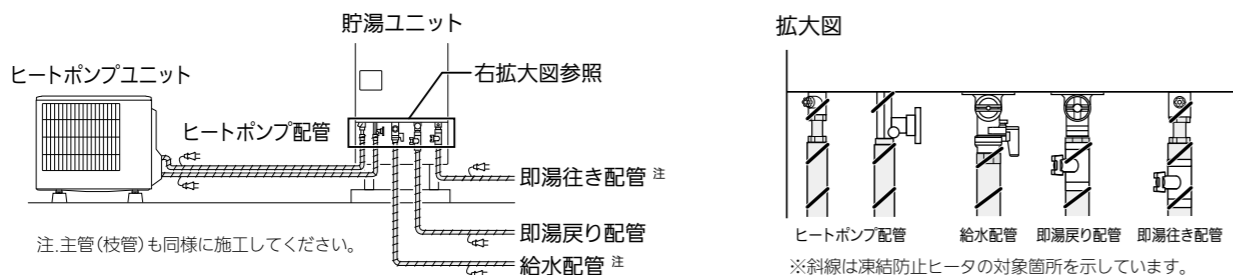 貯湯ユニット
ヒートポンプユニット
右拡大図参照
ヒートポンプ配管
即湯往き配管 注
即湯戻り配管
給水配管 注
注.主管(枝管)も同様に施工してください。
拡大図
ヒートポンプ配管 給水配管 即湯戻り配管 即湯往き配管
※斜線は凍結防止ヒータの対象箇所を示しています。